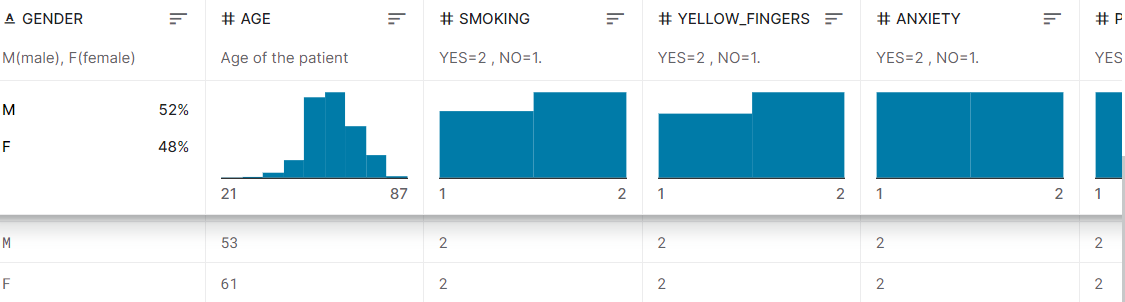 A GENDER # AGE # SMOKING # YELLOW_FINGERS # ANXIETY # P
M(male), F(female) Age of the patient YES=2 , NO=1. YES=2 , NO=1. YES=2 , NO=1. YES
M 52%
F 48%
21 87 1 2 1 2 1 2 1
M 53 2 2 2 2
F 61 2 2 2 2